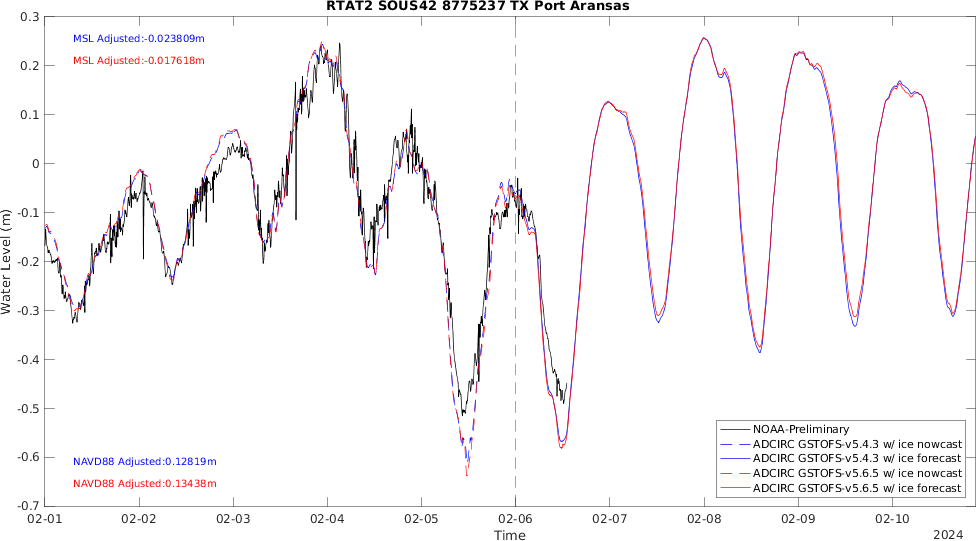 RTAT2 SOUS42 8775237 TX Port Aransas
0.3
0.2
0.1
0
-0.1
-0.2
-0.3
-0.4
-0.5
-0.6
-0.7
Water Level (m)
MSL Adjusted:-0.023809m
MSL Adjusted:-0.017618m
NAVD88 Adjusted:0.12819m
NAVD88 Adjusted:0.13438m
NOAA-Preliminary
ADCIRC GSTOFS-v5.4.3 w/ ice nowcast
ADCIRC GSTOFS-v5.4.3 w/ ice forecast
ADCIRC GSTOFS-v5.6.5 w/ ice nowcast
ADCIRC GSTOFS-v5.6.5 w/ ice forecast
02-01 02-02 02-03 02-04 02-05 02-06 02-07 02-08 02-09 02-10
Time
2024